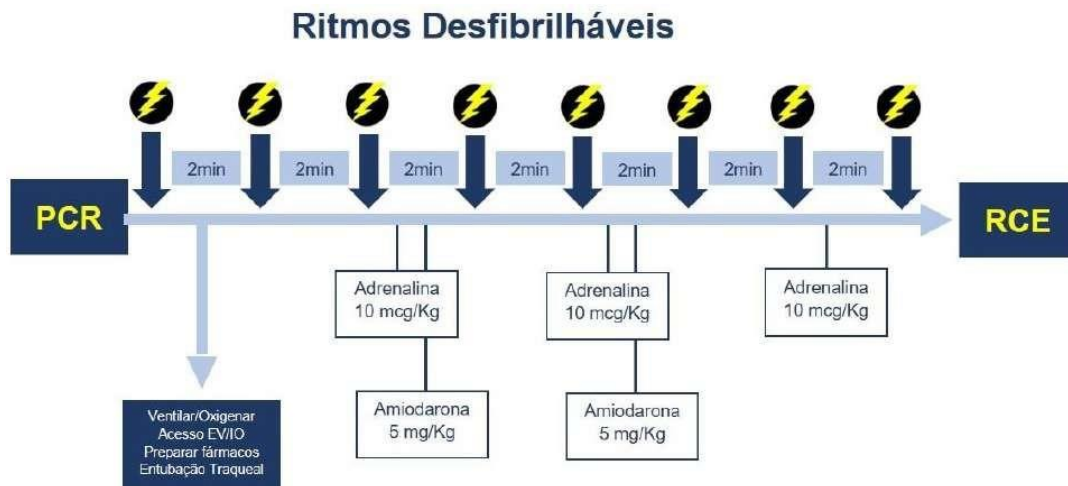 Ritmos Desfibrilháveis
2min
2min
2min
2min
2min
2min
2min
PCR
RCE
Adrenalina
10 mcg/Kg
Adrenalina
10 mcg/Kg
Adrenalina
10 mcg/Kg
Ventilar/Oxigenar
Acesso EV/IO
Preparar fármacos
Entubação Traqueal
Amiodarona
5 mg/Kg
Amiodarona
5 mg/Kg